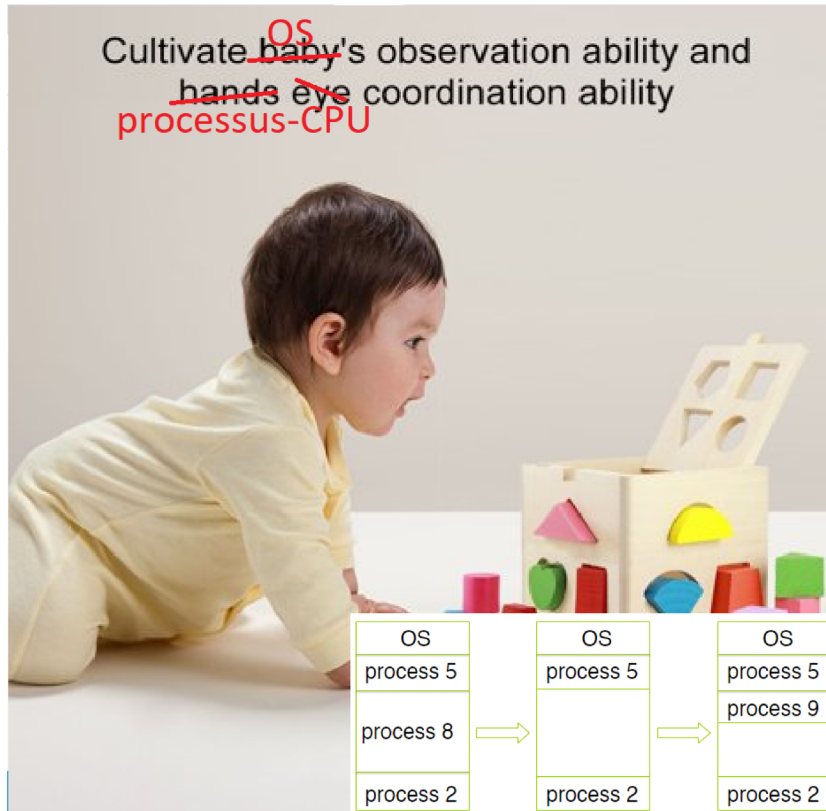 OS
Cultivate baby's observation ability and
hands eye coordination ability
processus-CPU
OS
process 5
process 8
process 2
OS
process 5
process 2
OS
process 5
process 9
process 2